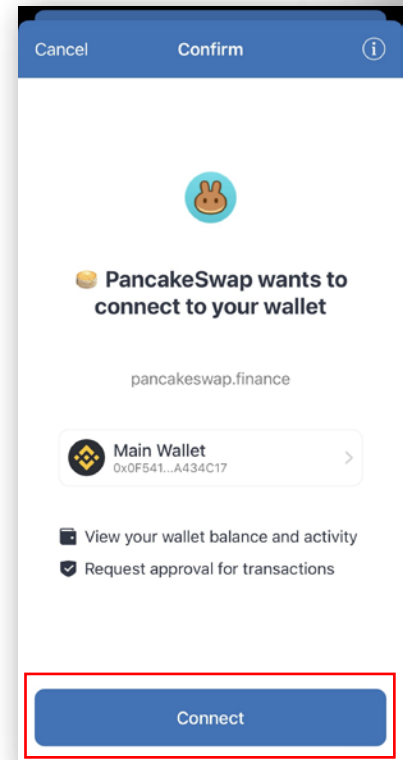 Cancel Confirm
🥞 PancakeSwap wants to
connect to your wallet
pancakeswap.finance
Main Wallet
0x0F541...A434C17
View your wallet balance and activity
Request approval for transactions
Connect